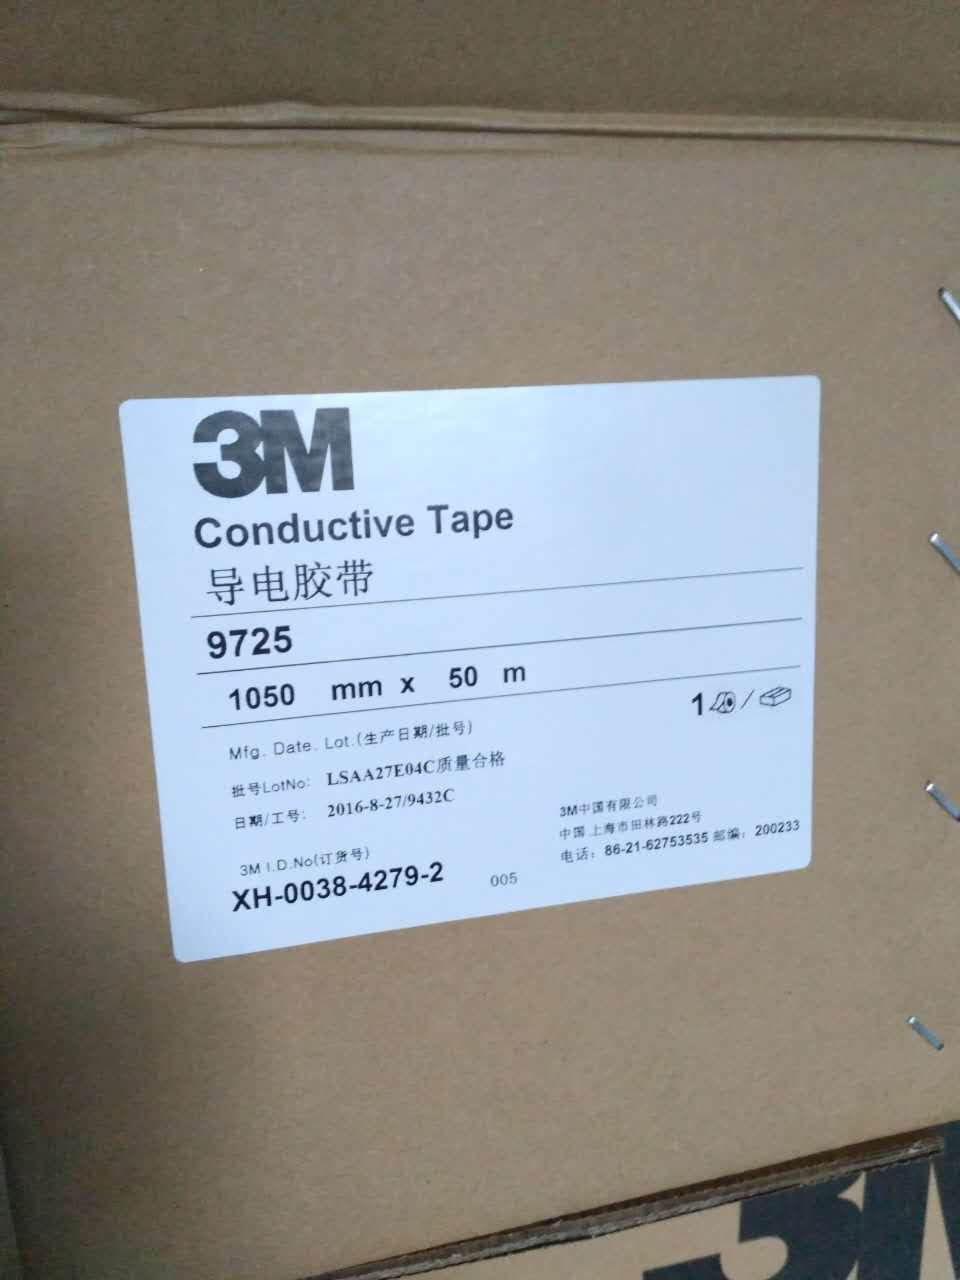 3M
Conductive Tape
导电胶带
9725
1050 mm x 50 m
1 /
Mfg. Date. Lot.(生产日期/批号)
批号LotNo: LSAA27E04C质量合格
日期/工号: 2016-8-27/9432C
3M中国有限公司
中国 上海市田林路222号
电话：86-21-62753535 邮编：200233
3M I.D.No(订货号)
XH-0038-4279-2 005
3M